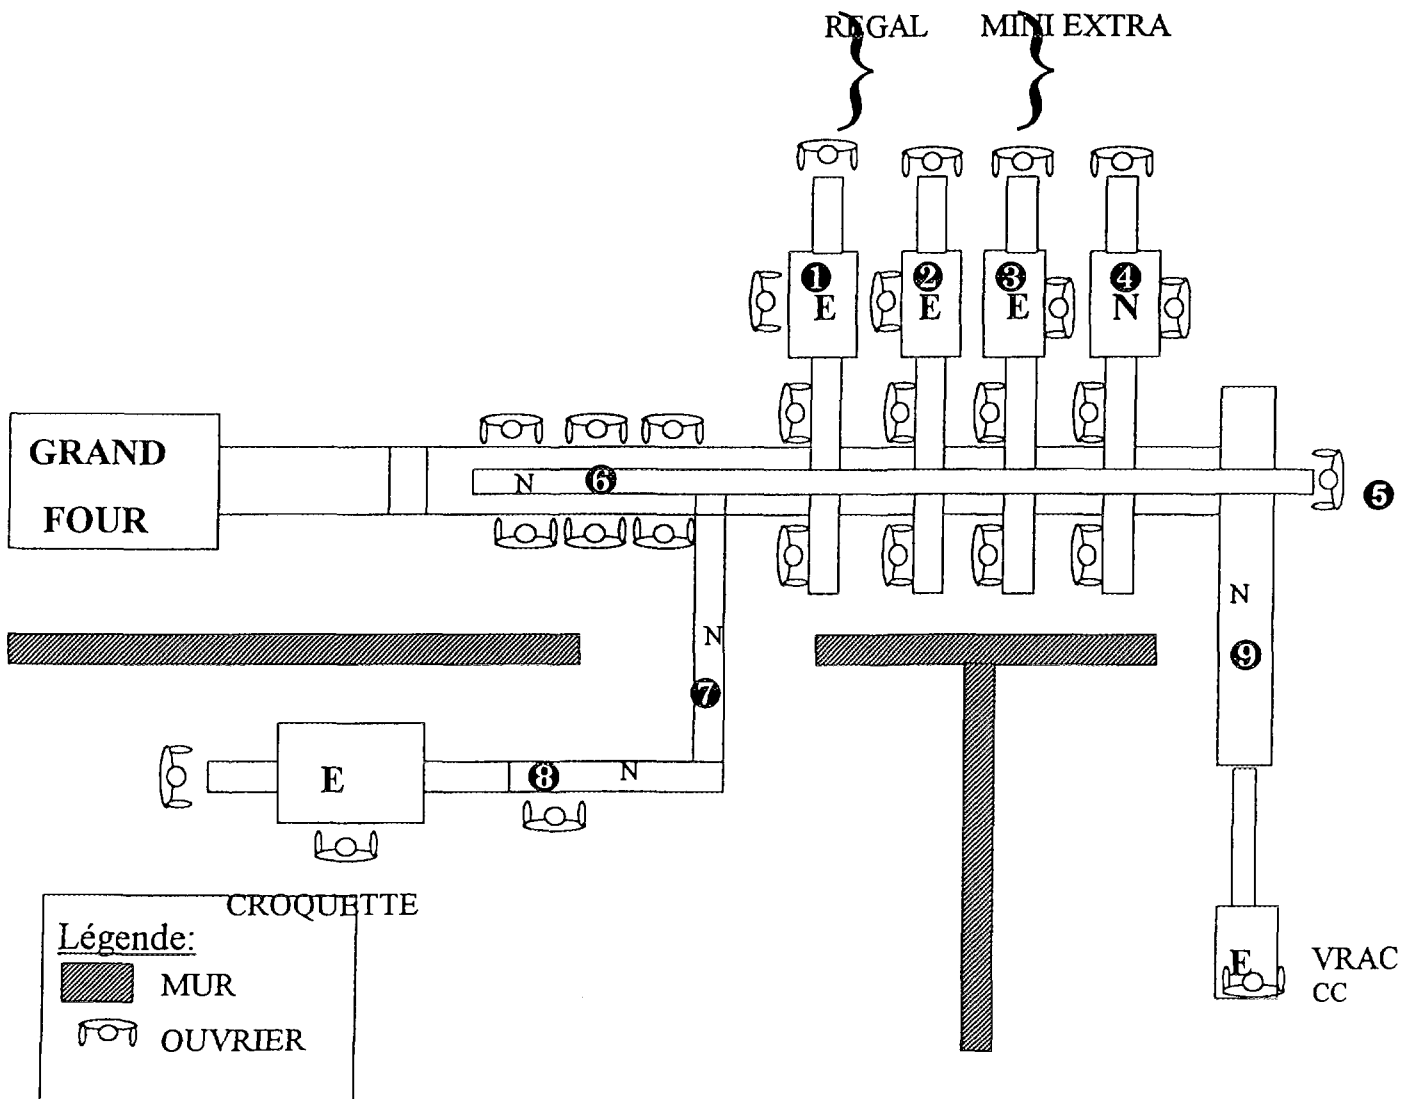 REGAL
MINI EXTRA
❶ ❷ ❸ ❹
E E E N
GRAND
FOUR
N ❻
❺
N
N
❾
❼
E
❽ N
CROQUETTE
Légende:
MUR
OUVRIER
E
VRAC
CC